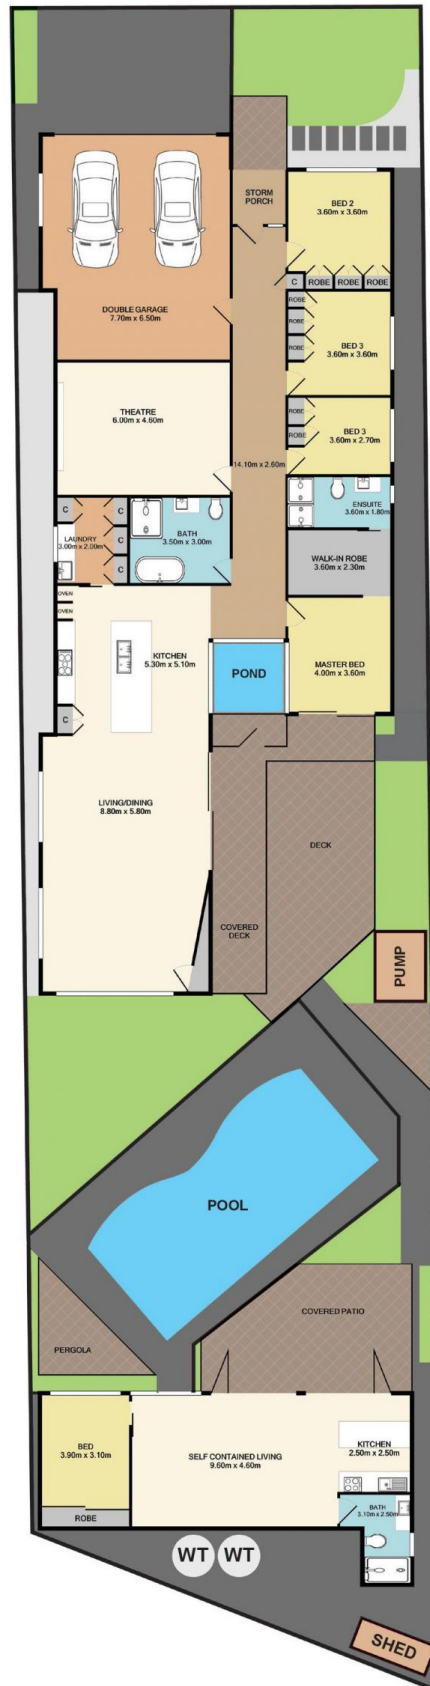 STORM
PORCH
BED 2
3.60m x 3.60m
C
ROBE
ROBE
ROBE
DOUBLE GARAGE
7.70m x 6.50m
ROBE
ROBE
ROBE
BED 3
3.60m x 3.60m
THEATRE
6.00m x 4.60m
ROBE
ROBE
BED 3
3.60m x 2.70m
14.10m x 2.60m
C
C
LAUNDRY
3.00m x 2.00m
C
C
BATH
3.50m x 3.00m
ENSUITE
3.60m x 1.80m
WALK-IN ROBE
3.60m x 2.30m
OVEN
OVEN
KITCHEN
5.30m x 5.10m
POND
MASTER BED
4.00m x 3.60m
C
LIVING/DINING
8.80m x 5.80m
DECK
COVERED
DECK
PUMP
POOL
COVERED PATIO
PERGOLA
BED
3.90m x 3.10m
SELF CONTAINED LIVING
9.60m x 4.60m
KITCHEN
2.50m x 2.50m
ROBE
BATH
3.10m x 2.50m
WT
WT
SHED